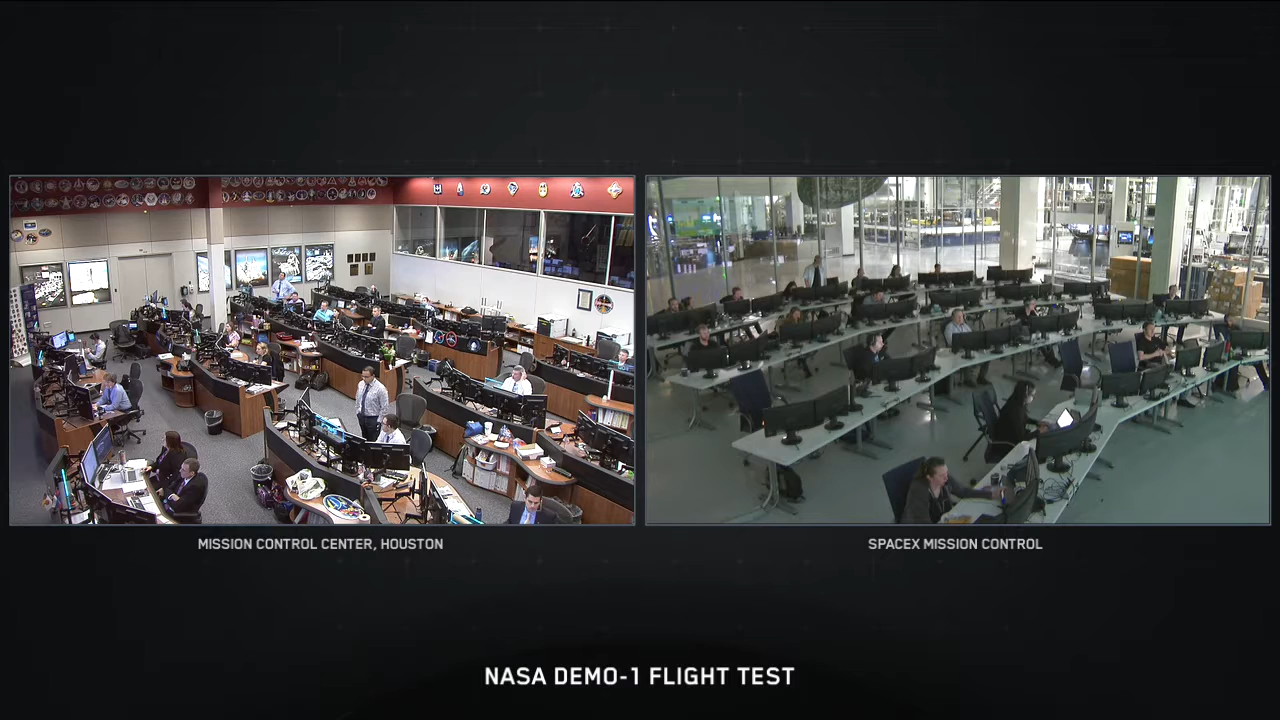 MISSION CONTROL CENTER, HOUSTON
SPACEX MISSION CONTROL
NASA DEMO-1 FLIGHT TEST